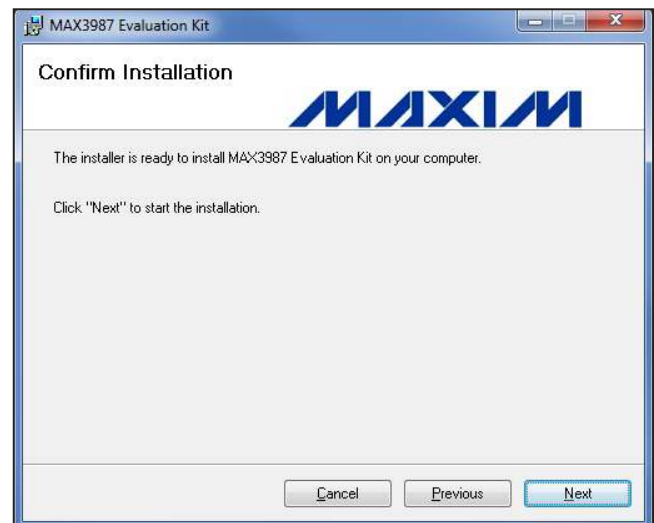 MAX3987 Evaluation Kit
Confirm Installation
MAXIM
The installer is ready to install MAX3987 Evaluation Kit on your computer.
Click "Next" to start the installation.
Cancel
Previous
Next